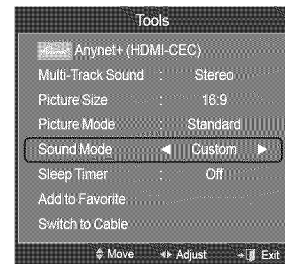 Tools
Anynet+ (HDMI-CEC)
Multi-Track Sound : Stereo
Picture Size : 16:9
Picture Mode : Standard
Sound Mode ◄ Custom ►
Sleep Timer : Off
Add to Favorite
Switch to Cable
Move Adjust Exit